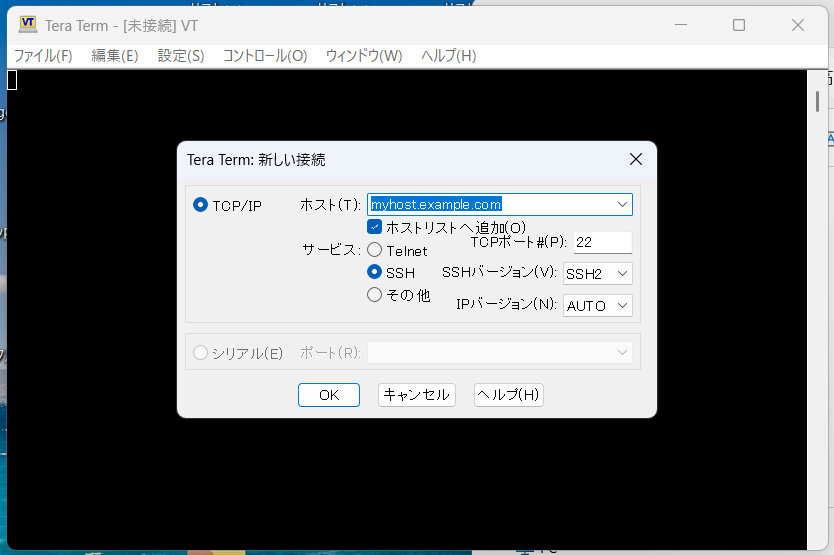 Tera Term - [未接続] VT
ファイル(F) 編集(E) 設定(S) コントロール(O) ウィンドウ(W) ヘルプ(H)
Tera Term: 新しい接続
TCP/IP ホスト(T): myhost.example.com
ホストリストへ追加(O)
サービス: Telnet TCPポート#(P): 22
SSH SSHバージョン(V): SSH2
その他 IPバージョン(N): AUTO
シリアル(E) ポート(R):
OK キャンセル ヘルプ(H)